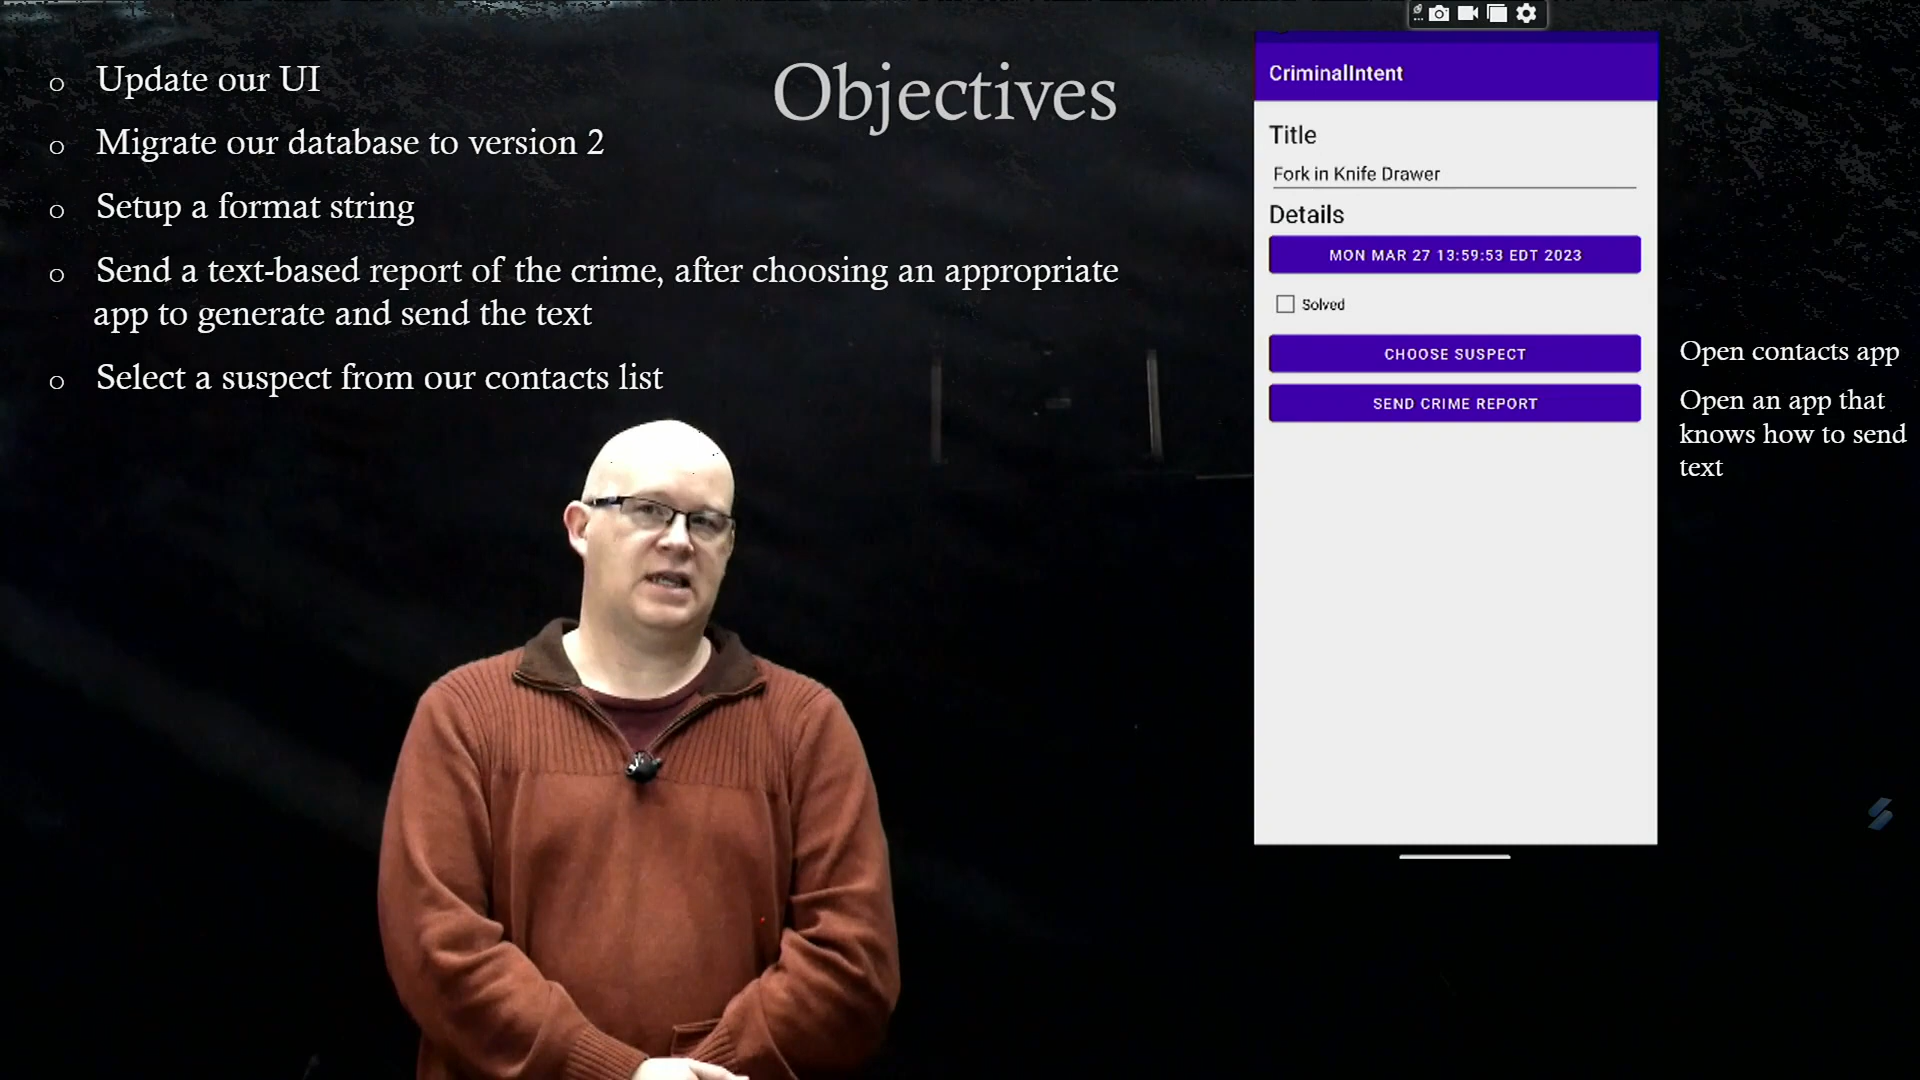 Objectives
Update our UI
Migrate our database to version 2
Setup a format string
Send a text-based report of the crime, after choosing an appropriate
app to generate and send the text
Select a suspect from our contacts list
CriminalIntent
Title
Fork in Knife Drawer
Details
MON MAR 27 13:59:53 EDT 2023
Solved
CHOOSE SUSPECT
SEND CRIME REPORT
Open contacts app
Open an app that
knows how to send
text